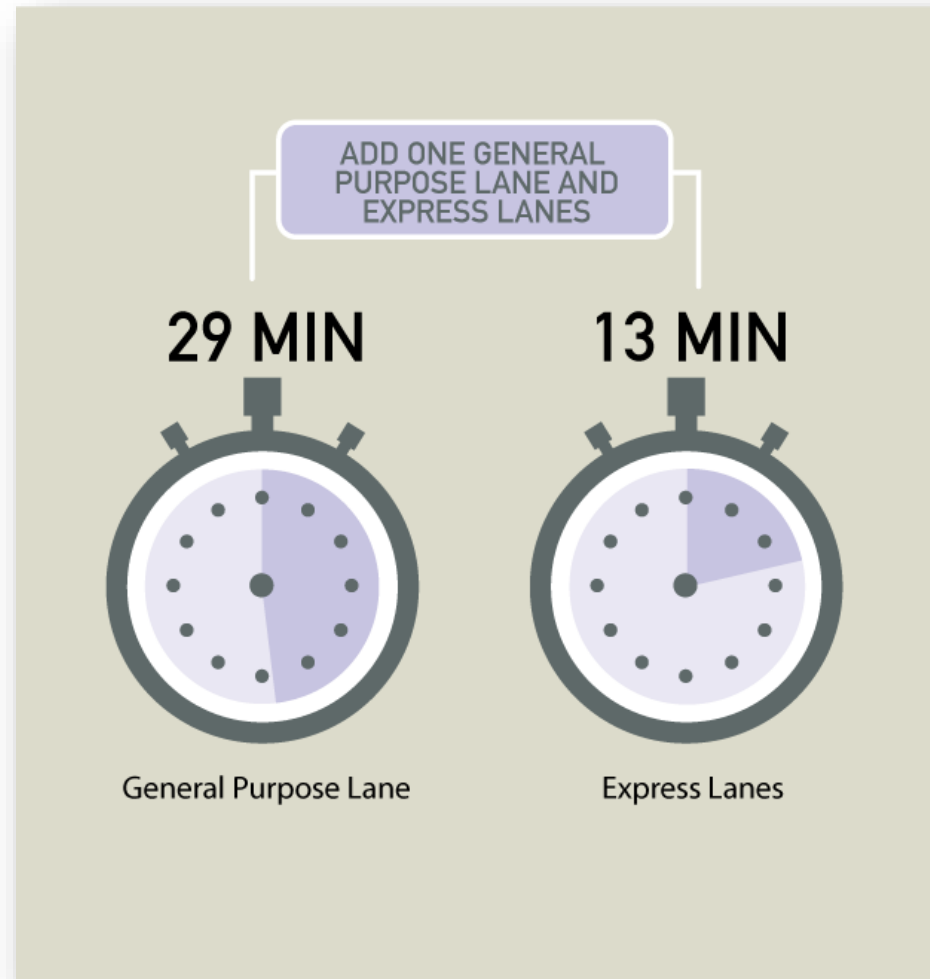 ADD ONE GENERAL
PURPOSE LANE AND
EXPRESS LANES
29 MIN
13 MIN
General Purpose Lane
Express Lanes